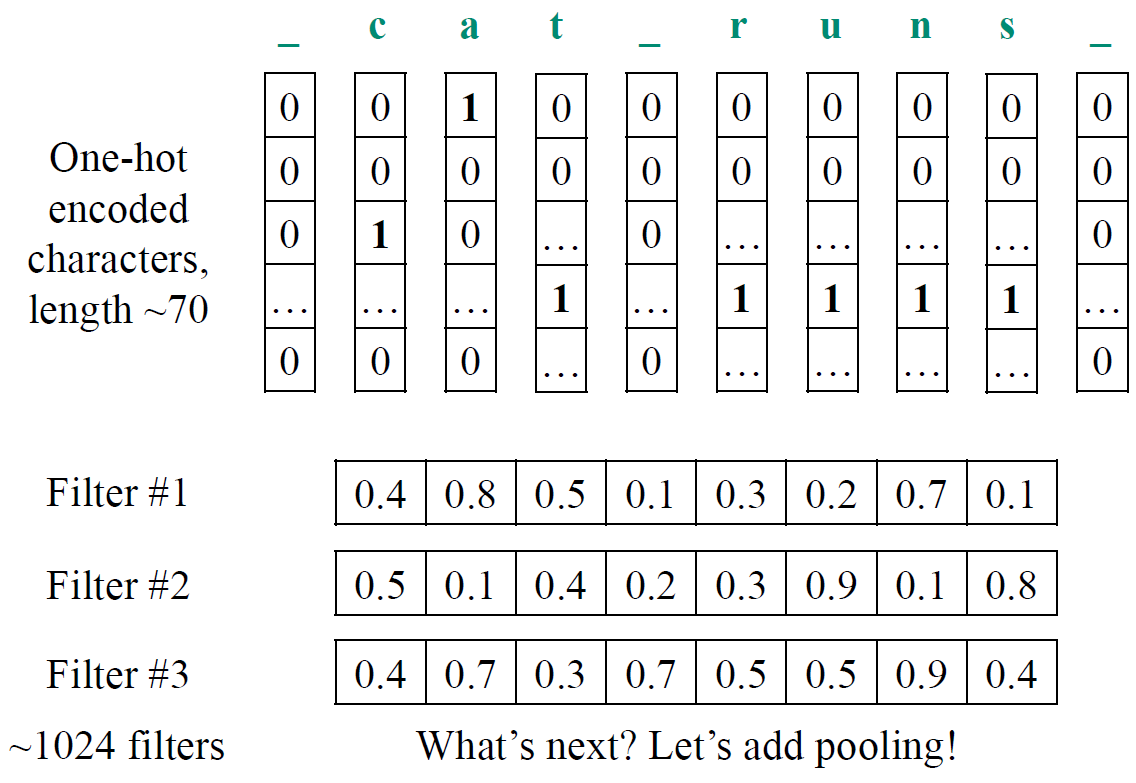 _ c a t _ r u n s _
0 0 1 0 0 0 0 0 0 0
One-hot 0 0 0 0 0 0 0 0 0 0
encoded 0 1 0 … 0 … … … … 0
characters,
length ~70 … … … 1 … 1 1 1 1 …
0 0 0 … 0 … … … … 0
Filter #1 0.4 0.8 0.5 0.1 0.3 0.2 0.7 0.1
Filter #2 0.5 0.1 0.4 0.2 0.3 0.9 0.1 0.8
Filter #3 0.4 0.7 0.3 0.7 0.5 0.5 0.9 0.4
~1024 filters What’s next? Let’s add pooling!